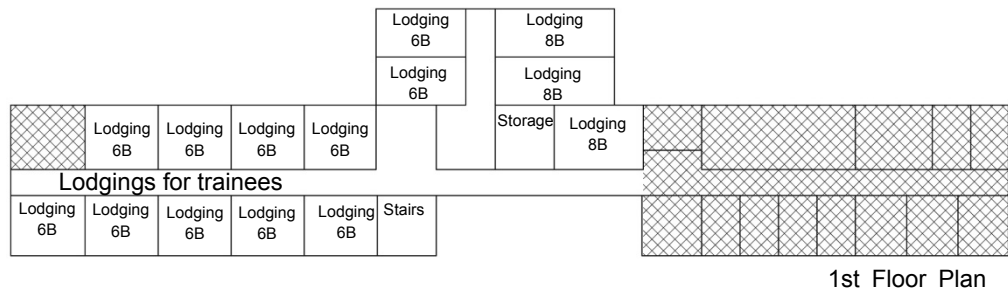 Lodging
6B
Lodging
8B
Lodging
6B
Lodging
8B
Lodging
6B
Lodging
6B
Lodging
6B
Lodging
6B
Storage
Lodging
8B
Lodgings for trainees
Lodging
6B
Lodging
6B
Lodging
6B
Lodging
6B
Lodging
6B
Stairs
1st Floor Plan